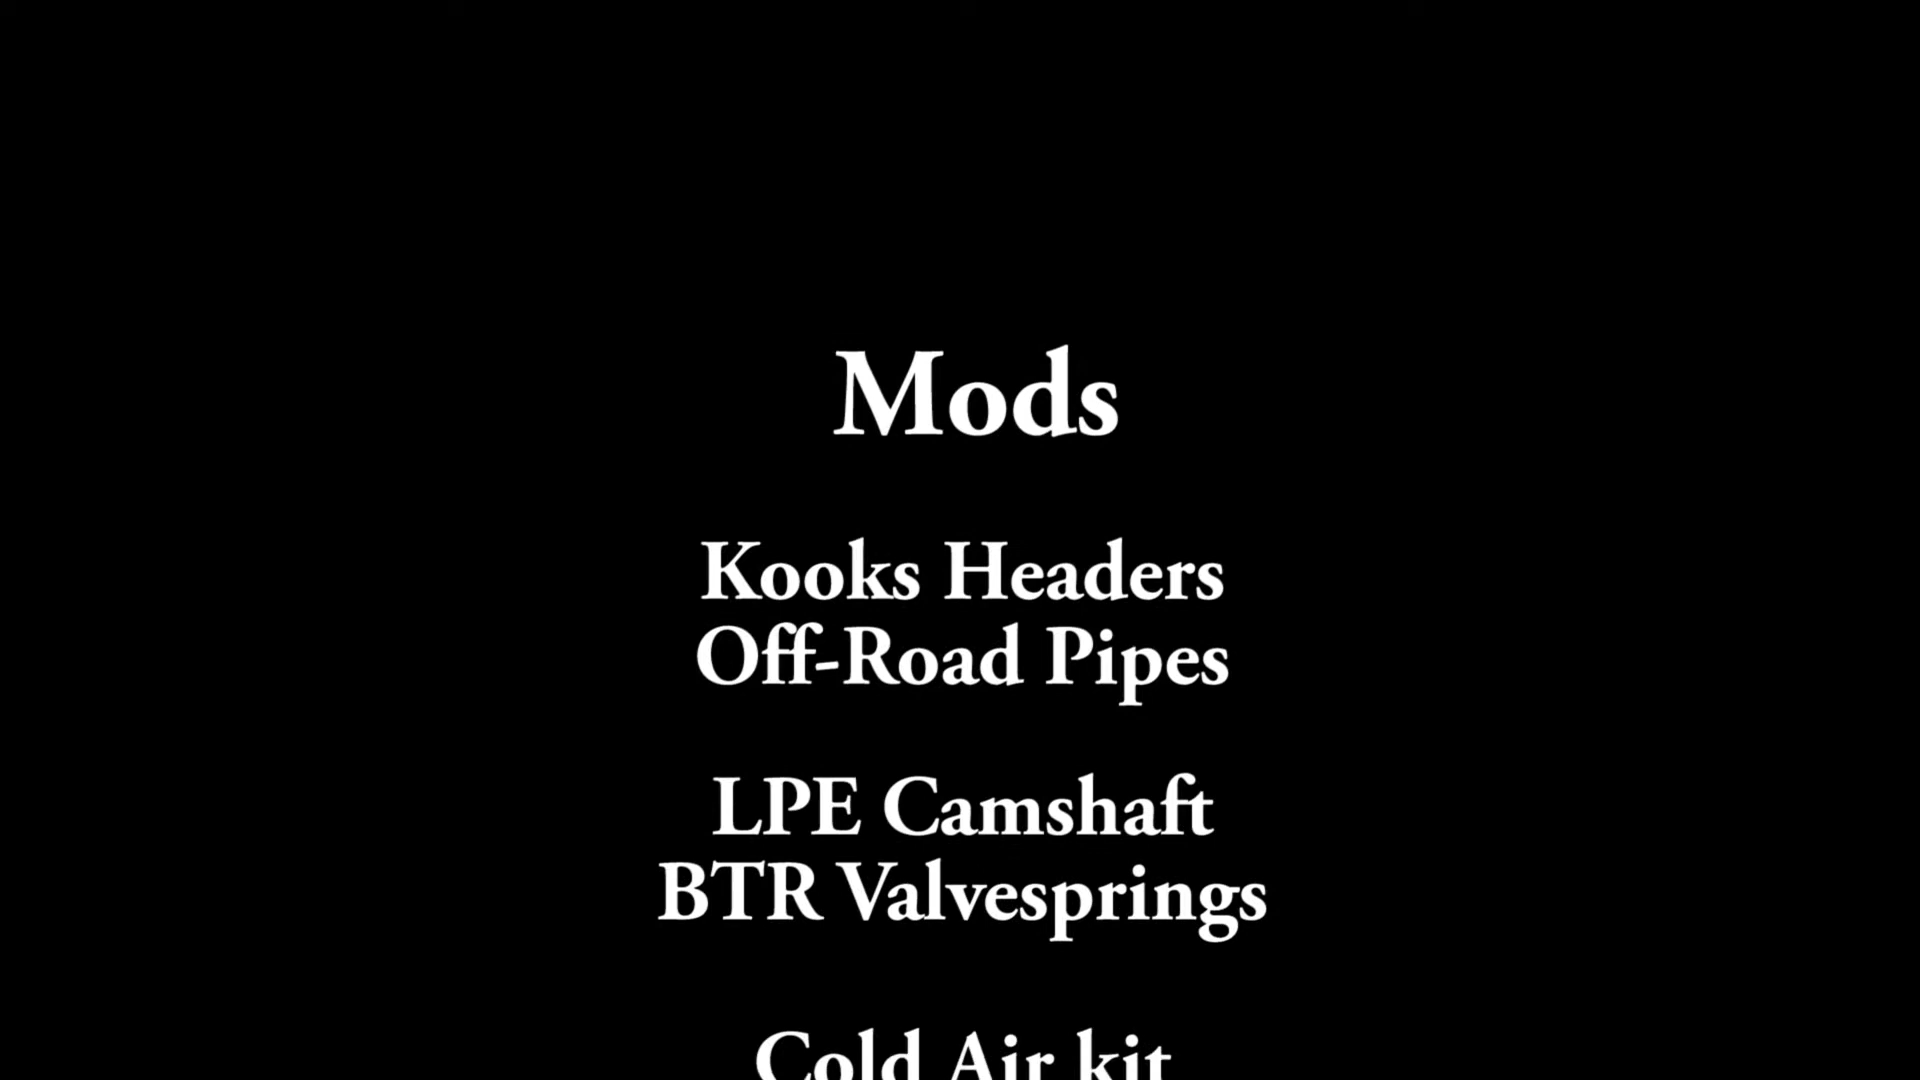 Mods
Kooks Headers
Off-Road Pipes
LPE Camshaft
BTR Valvesprings
Cold Air kit